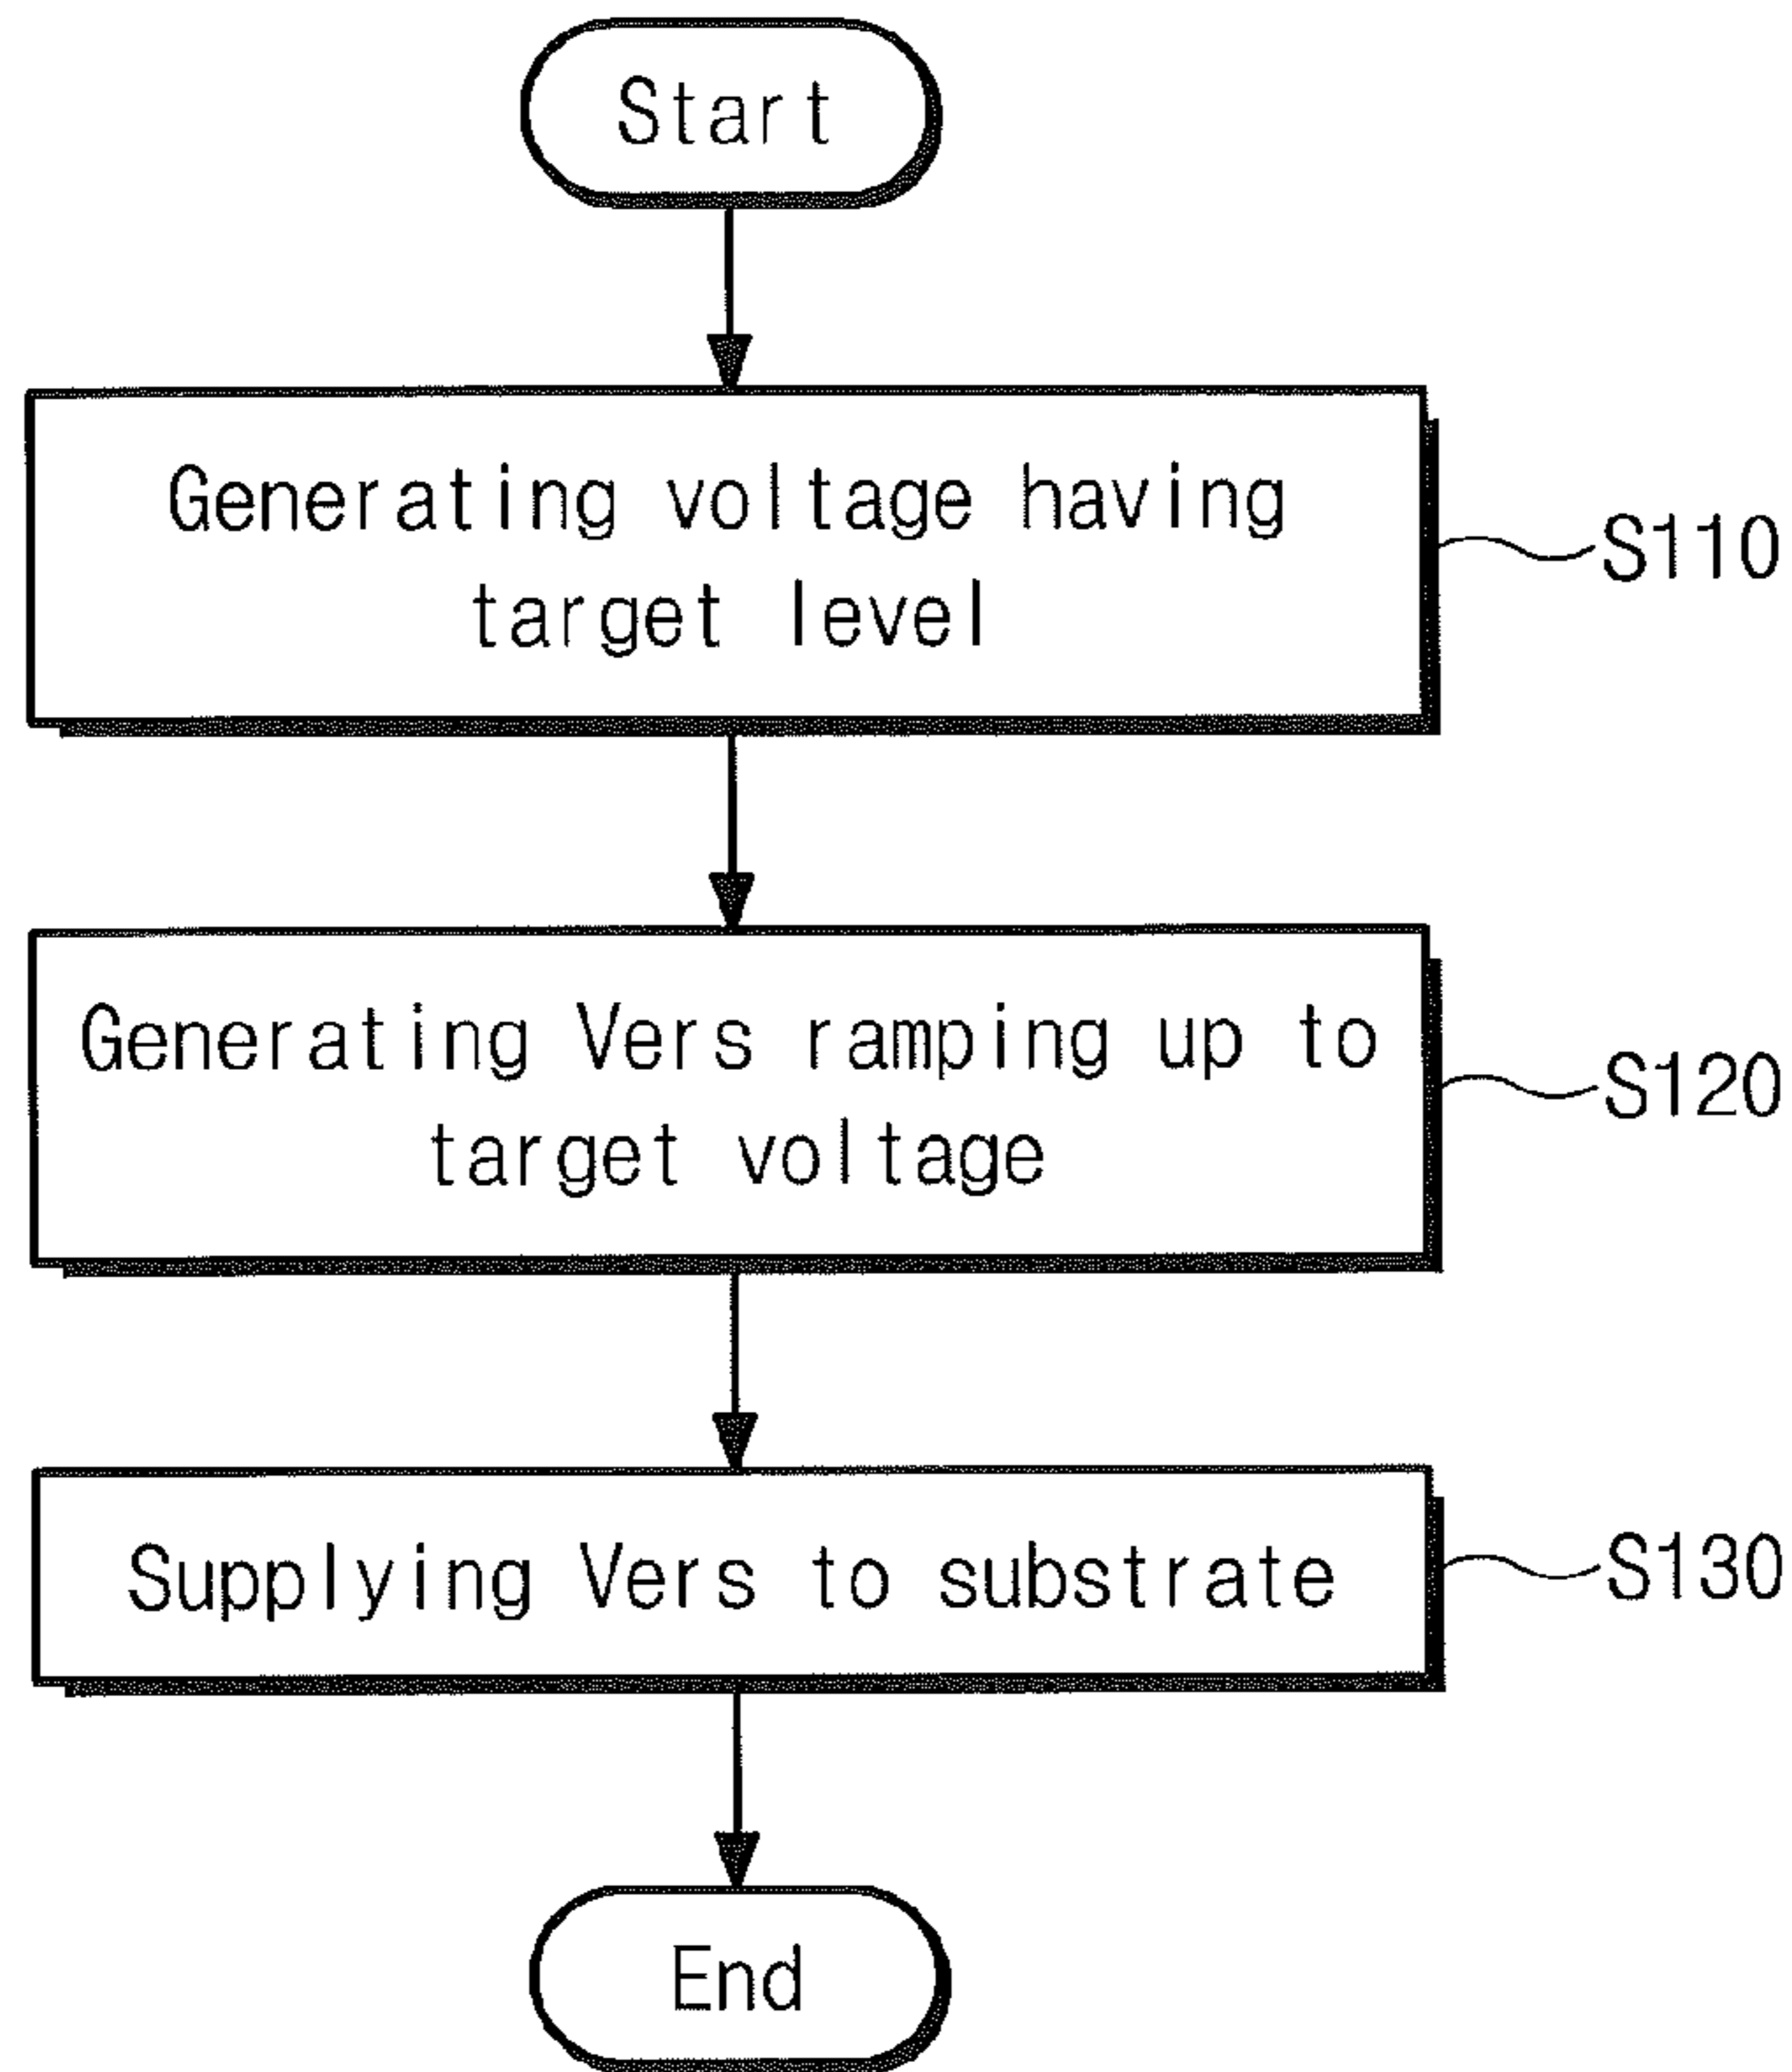 Start
Generating voltage having
target level
S110
Generating Vers ramping up to
target voltage
S120
Supplying Vers to substrate
S130
End